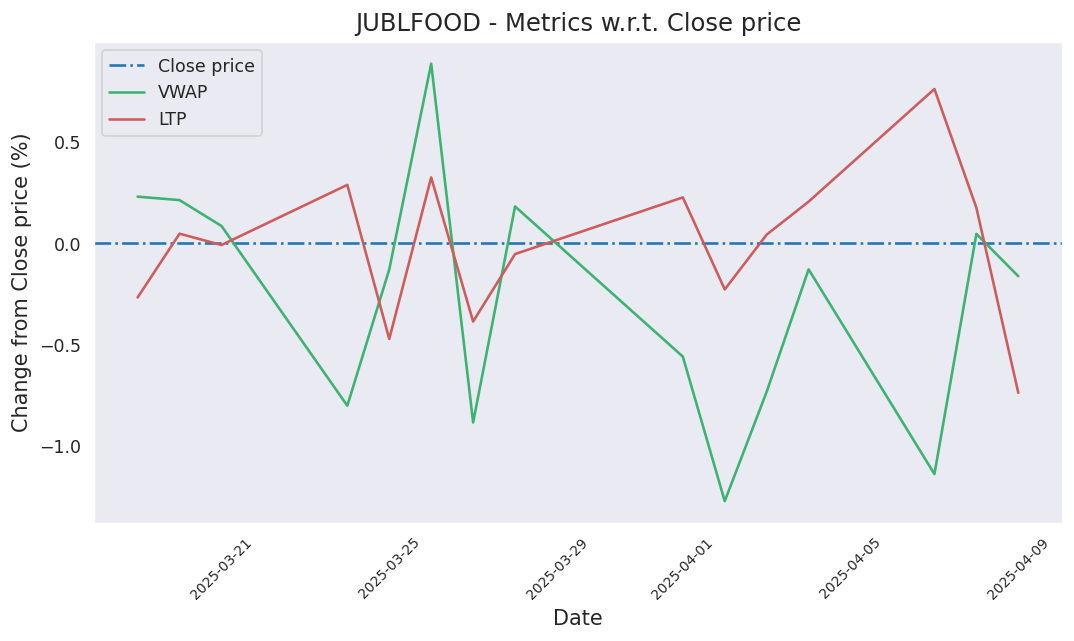 JUBLFOOD - Metrics w.r.t. Close price
Close price
VWAP
LTP
Change from Close price (%)
0.5
0.0
−0.5
−1.0
2025-03-21
2025-03-25
2025-03-29
2025-04-01
2025-04-05
2025-04-09
Date